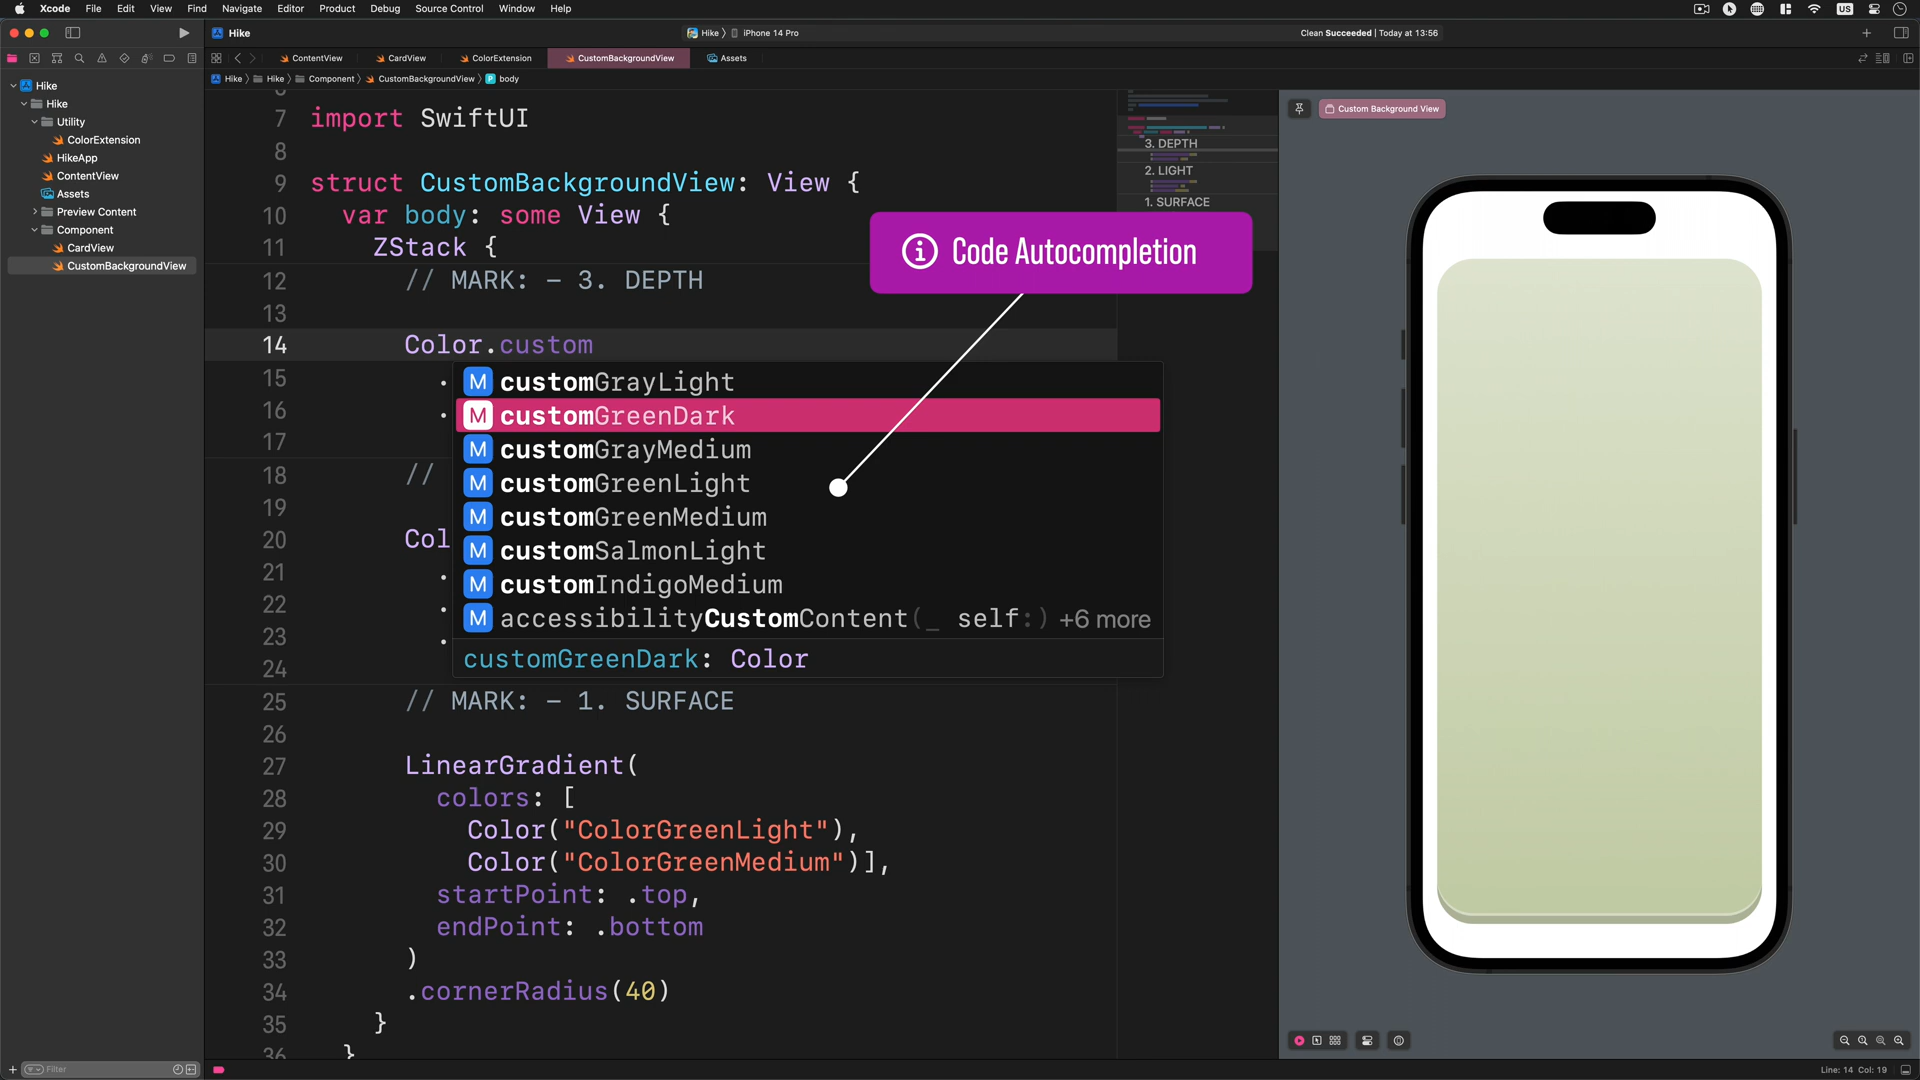 Xcode File Edit View Find Navigate Editor Product Debug Source Control Window Help US
Hike
Hike iPhone 14 Pro
Clean Succeeded | Today at 13:56
ContentView CardView ColorExtension CustomBackgroundView Assets
Hike Hike Component CustomBackgroundView P body
Hike
Hike
Utility
ColorExtension
HikeApp
ContentView
Assets
Preview Content
Component
CardView
CustomBackgroundView
Filter
7 import SwiftUI
8
9 struct CustomBackgroundView: View {
10 var body: some View {
11 ZStack {
12 // MARK: - 3. DEPTH
13
14 Color.custom
15 .
16 .
17
18 //
19
20 Col
21 .
22 .
23 .
24
25 // MARK: - 1. SURFACE
26
27 LinearGradient(
28 colors: [
29 Color("ColorGreenLight"),
30 Color("ColorGreenMedium")],
31 startPoint: .top,
32 endPoint: .bottom
33 )
34 .cornerRadius(40)
35 }
36 }
M customGrayLight
M customGreenDark
M customGrayMedium
M customGreenLight
M customGreenMedium
M customSalmonLight
M customIndigoMedium
M accessibilityCustomContent(_ self:) +6 more
customGreenDark: Color
Code Autocompletion
3. DEPTH
2. LIGHT
1. SURFACE
Custom Background View
Line: 14 Col: 19